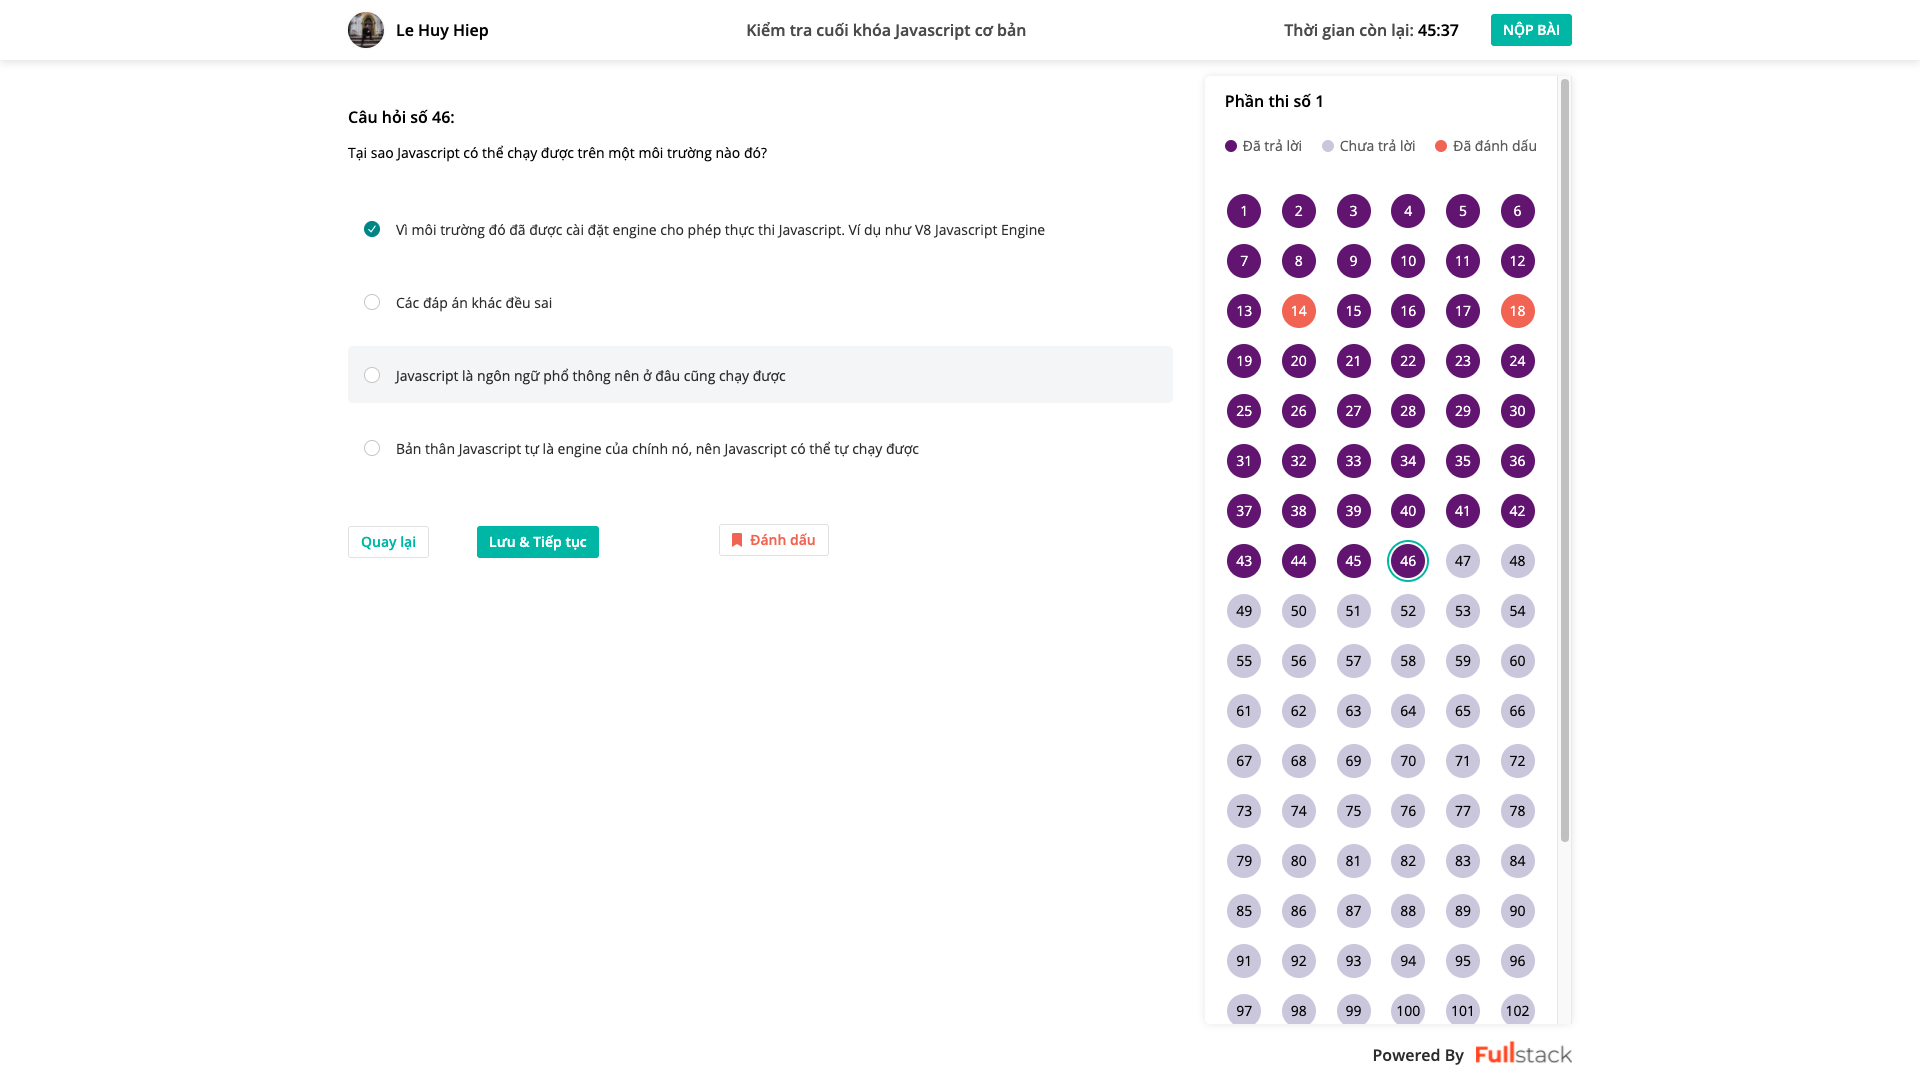 Le Huy Hiep
Kiểm tra cuối khóa Javascript cơ bản
Thời gian còn lại: 45:37
NỘP BÀI
Câu hỏi số 46:
Tại sao Javascript có thể chạy được trên một môi trường nào đó?
Vì môi trường đó đã được cài đặt engine cho phép thực thi Javascript. Ví dụ như V8 Javascript Engine
Các đáp án khác đều sai
Javascript là ngôn ngữ phổ thông nên ở đâu cũng chạy được
Bản thân Javascript tự là engine của chính nó, nên Javascript có thể tự chạy được
Quay lại
Lưu & Tiếp tục
Đánh dấu
Phần thi số 1
Đã trả lời Chưa trả lời Đã đánh dấu
1 2 3 4 5 6
7 8 9 10 11 12
13 14 15 16 17 18
19 20 21 22 23 24
25 26 27 28 29 30
31 32 33 34 35 36
37 38 39 40 41 42
43 44 45 46 47 48
49 50 51 52 53 54
55 56 57 58 59 60
61 62 63 64 65 66
67 68 69 70 71 72
73 74 75 76 77 78
79 80 81 82 83 84
85 86 87 88 89 90
91 92 93 94 95 96
97 98 99 100 101 102
Powered By Fullstack